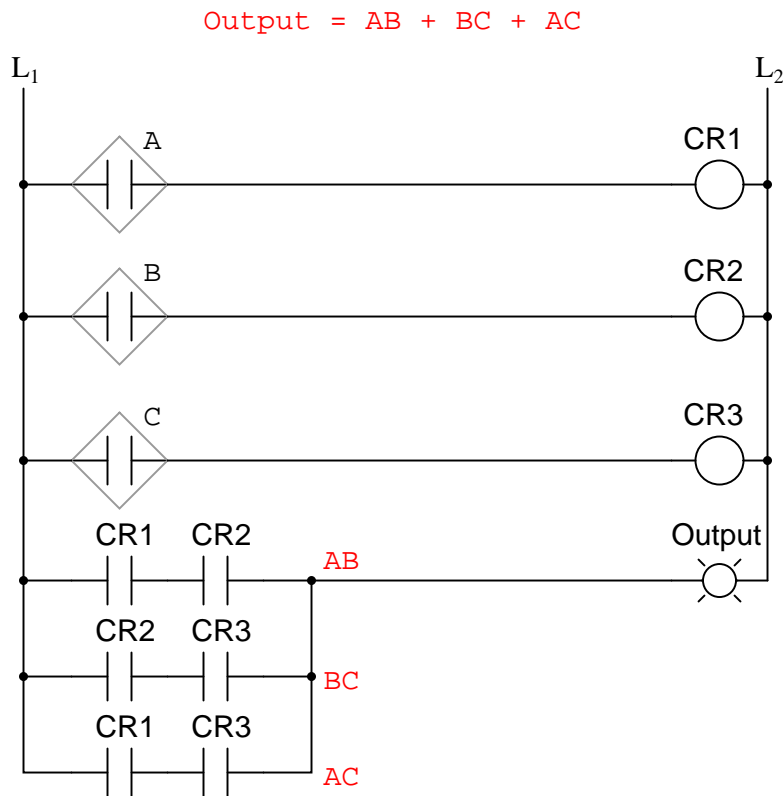 Output = AB + BC + AC
L1 L2
A CR1
B CR2
C CR3
CR1 CR2 AB Output
CR2 CR3 BC
CR1 CR3 AC